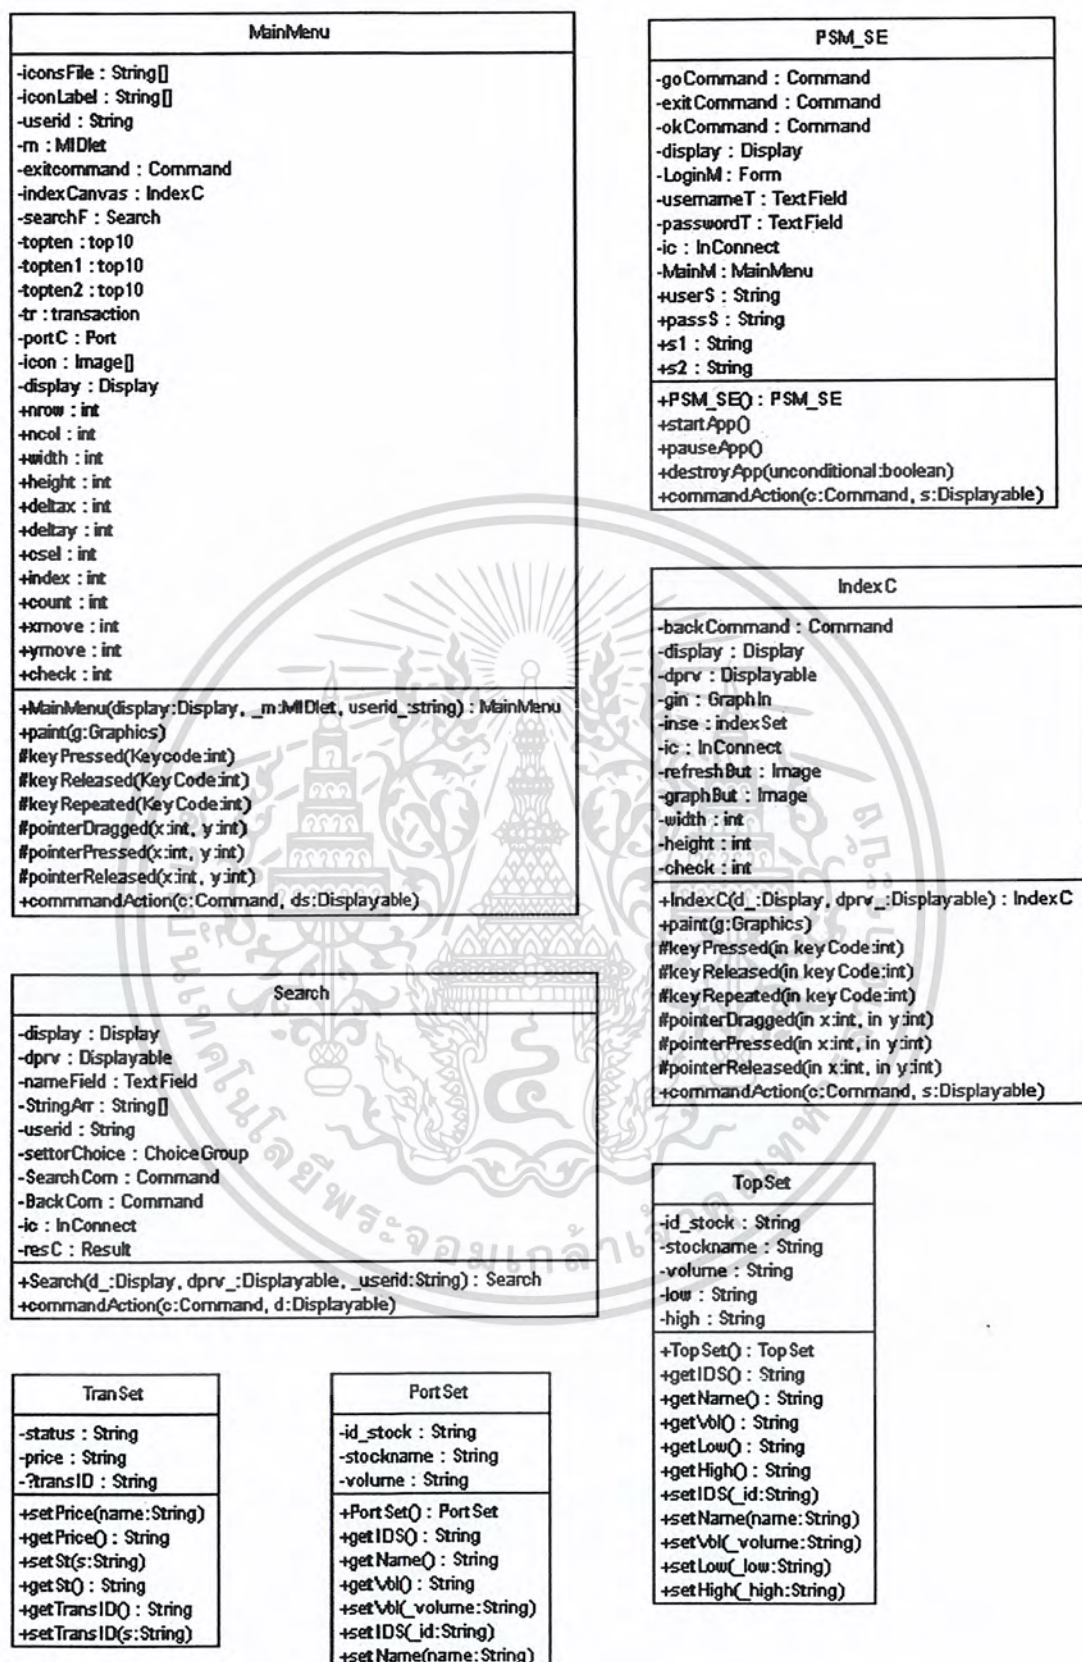 MainMenu
-iconsFile : String[]
-iconLabel : String[]
-userid : String
-m : MIDlet
-exitcommand : Command
-indexCanvas : IndexC
-searchF : Search
-topten : top10
-topten1 : top10
-topten2 : top10
-tr : transaction
-portC : Port
-icon : Image[]
-display : Display
+nrow : int
+ncol : int
+width : int
+height : int
+deltax : int
+deltay : int
+csel : int
+index : int
+count : int
+xmove : int
+ymove : int
+check : int
+MainMenu(display:Display, _m:MIDlet, userid_:string) : MainMenu
+paint(g:Graphics)
#keyPressed(Keycode:int)
#keyReleased(KeyCode:int)
#keyRepeated(KeyCode:int)
#pointerDragged(x:int, y:int)
#pointerPressed(x:int, y:int)
#pointerReleased(x:int, y:int)
+commmandAction(c:Command, ds:Displayable)
PSM_SE
-goCommand : Command
-exitCommand : Command
-okCommand : Command
-display : Display
-LoginM : Form
-usernameT : TextField
-passwordT : TextField
-ic : InConnect
-MainM : MainMenu
+userS : String
+passS : String
+s1 : String
+s2 : String
+PSM_SE() : PSM_SE
+startApp()
+pauseApp()
+destroyApp(unconditional:boolean)
+commandAction(c:Command, s:Displayable)
IndexC
-backCommand : Command
-display : Display
-dprv : Displayable
-gin : GraphIn
-inse : indexSet
-ic : InConnect
-refreshBut : Image
-graphBut : Image
-width : int
-height : int
-check : int
+IndexC(d_:Display, dprv_:Displayable) : IndexC
+paint(g:Graphics)
#keyPressed(in keyCode:int)
#keyReleased(in keyCode:int)
#keyRepeated(in keyCode:int)
#pointerDragged(in x:int, in y:int)
#pointerPressed(in x:int, in y:int)
#pointerReleased(in x:int, in y:int)
+commandAction(c:Command, s:Displayable)
Search
-display : Display
-dprv : Displayable
-nameField : TextField
-StringArr : String[]
-userid : String
-settorChoice : ChoiceGroup
-SearchCom : Command
-BackCom : Command
-ic : InConnect
-resC : Result
+Search(d_:Display, dprv_:Displayable, _userid:String) : Search
+commandAction(c:Command, d:Displayable)
TopSet
-id_stock : String
-stockname : String
-volume : String
-low : String
-high : String
+TopSet() : TopSet
+getIDS() : String
+getName() : String
+getVol() : String
+getLow() : String
+getHigh() : String
+setIDS(_id:String)
+setName(name:String)
+setVol(_volume:String)
+setLow(_low:String)
+setHigh(_high:String)
TranSet
-status : String
-price : String
-?transID : String
+setPrice(name:String)
+getPrice() : String
+setSt(s:String)
+getSt() : String
+getTransID() : String
+setTransID(s:String)
PortSet
-id_stock : String
-stockname : String
-volume : String
+PortSet() : PortSet
+getIDS() : String
+getName() : String
+getVol() : String
+setVol(_volume:String)
+setIDS(_id:String)
+setName(name:String)